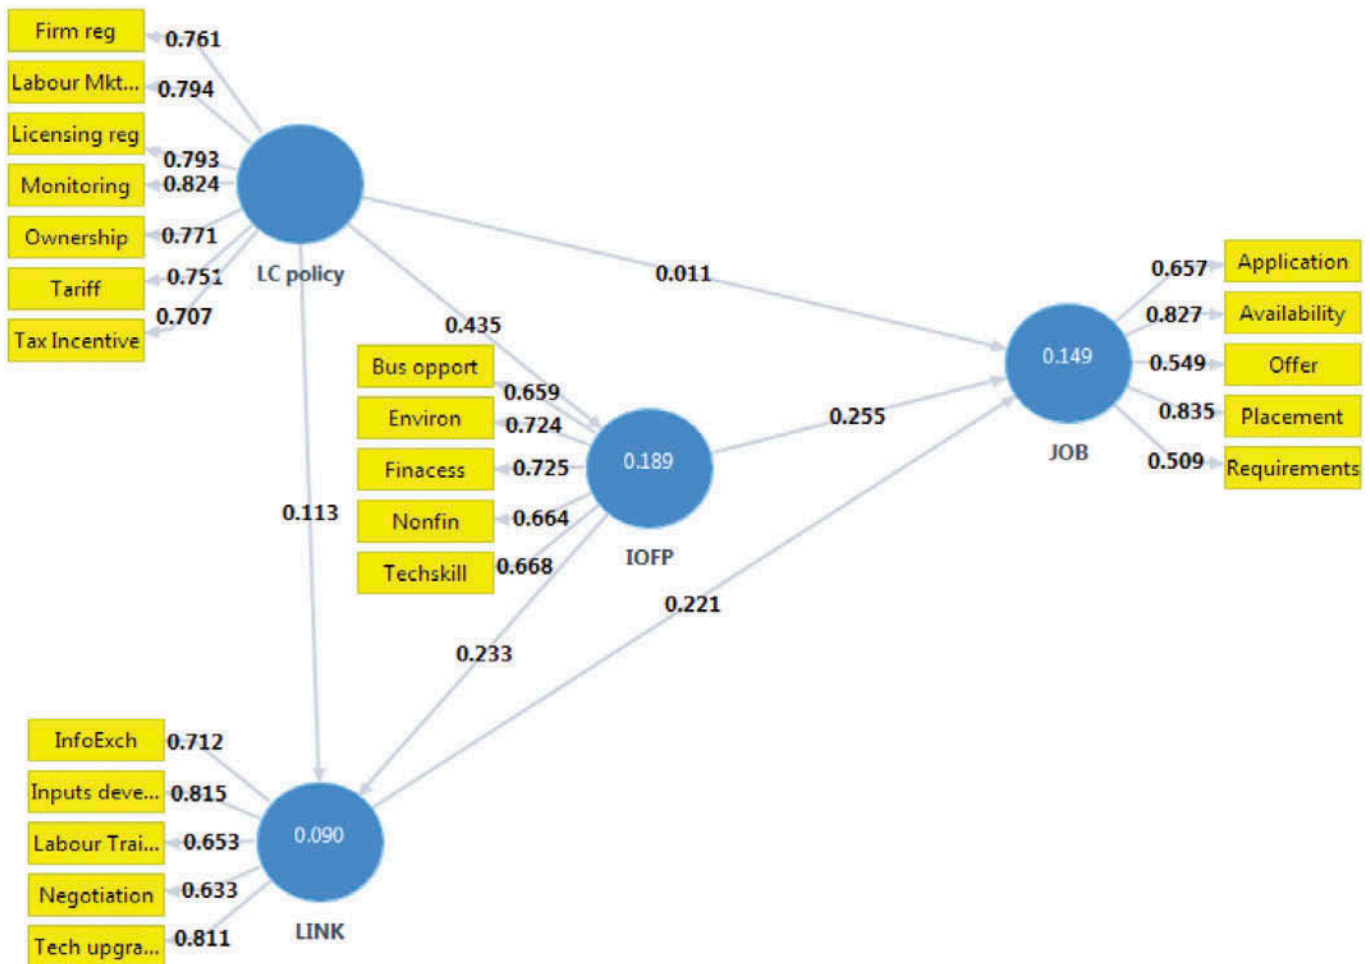 Firm reg
0.761
Labour Mkt...
0.794
Licensing reg
0.793
Monitoring
0.824
Ownership
0.771
Tariff
0.751
Tax Incentive
0.707
LC policy
0.011
0.435
0.113
Bus opport
0.659
Environ
0.724
Finacess
0.725
Nonfin
0.664
Techskill
0.668
0.189
IOFP
0.255
0.233
0.221
0.149
JOB
0.657
Application
0.827
Availability
0.549
Offer
0.835
Placement
0.509
Requirements
InfoExch
0.712
Inputs deve...
0.815
Labour Trai...
0.653
Negotiation
0.633
Tech upgra...
0.811
0.090
LINK